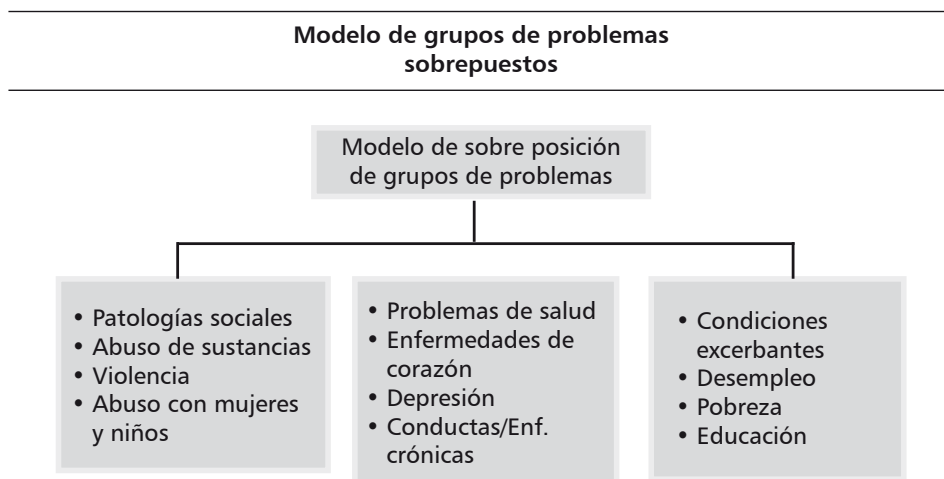 Modelo de grupos de problemas
sobrepuestos
Modelo de sobre posición
de grupos de problemas
• Patologías sociales
• Abuso de sustancias
• Violencia
• Abuso con mujeres
y niños
• Problemas de salud
• Enfermedades de
corazón
• Depresión
• Conductas/Enf.
crónicas
• Condiciones
excerbantes
• Desempleo
• Pobreza
• Educación